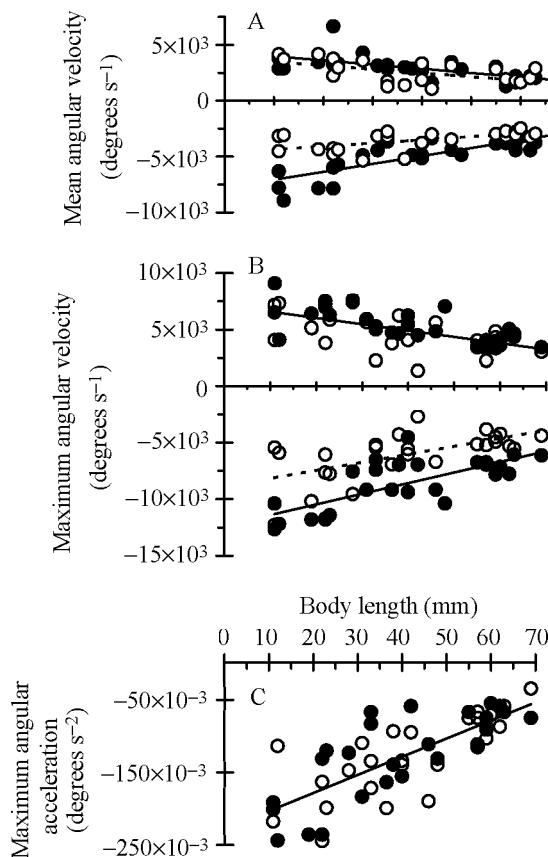 A
5×10³
0
−5×10³
−10×10³
Mean angular velocity
(degrees s⁻¹)
B
10×10³
5×10³
0
−5×10³
−10×10³
−15×10³
Maximum angular velocity
(degrees s⁻¹)
Body length (mm)
0 10 20 30 40 50 60 70
C
−50×10⁻³
−150×10⁻³
−250×10⁻³
Maximum angular
acceleration
(degrees s⁻²)